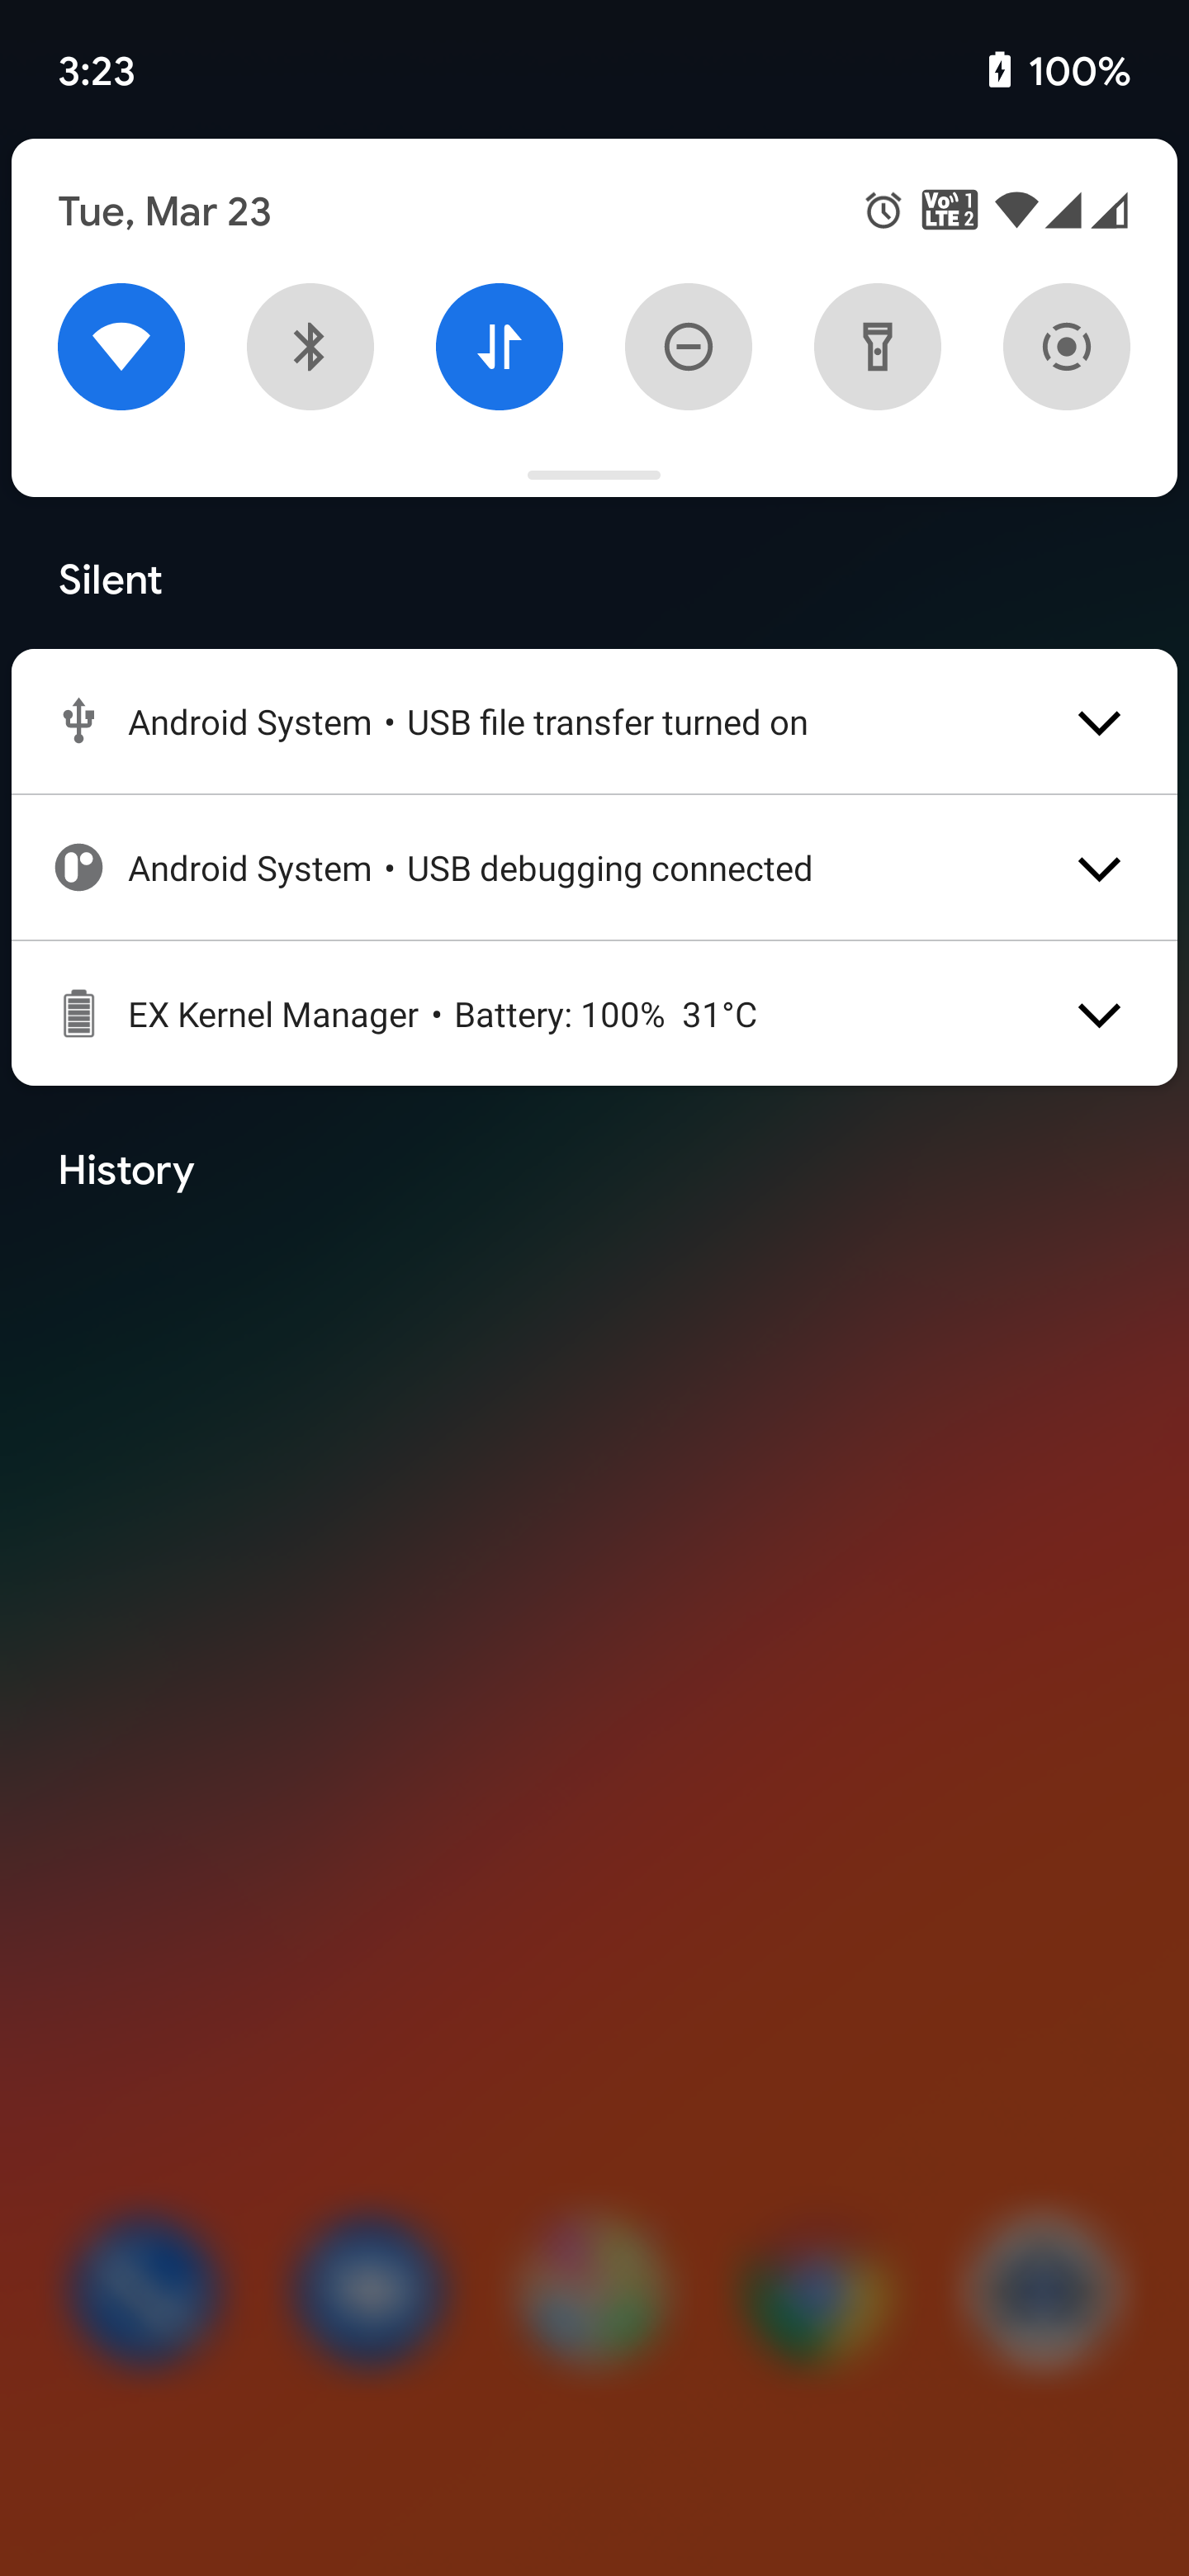 3:23 100%
Tue, Mar 23 Vo)) 1 LTE 2
Silent
Android System • USB file transfer turned on
Android System • USB debugging connected
EX Kernel Manager • Battery: 100% 31°C
History